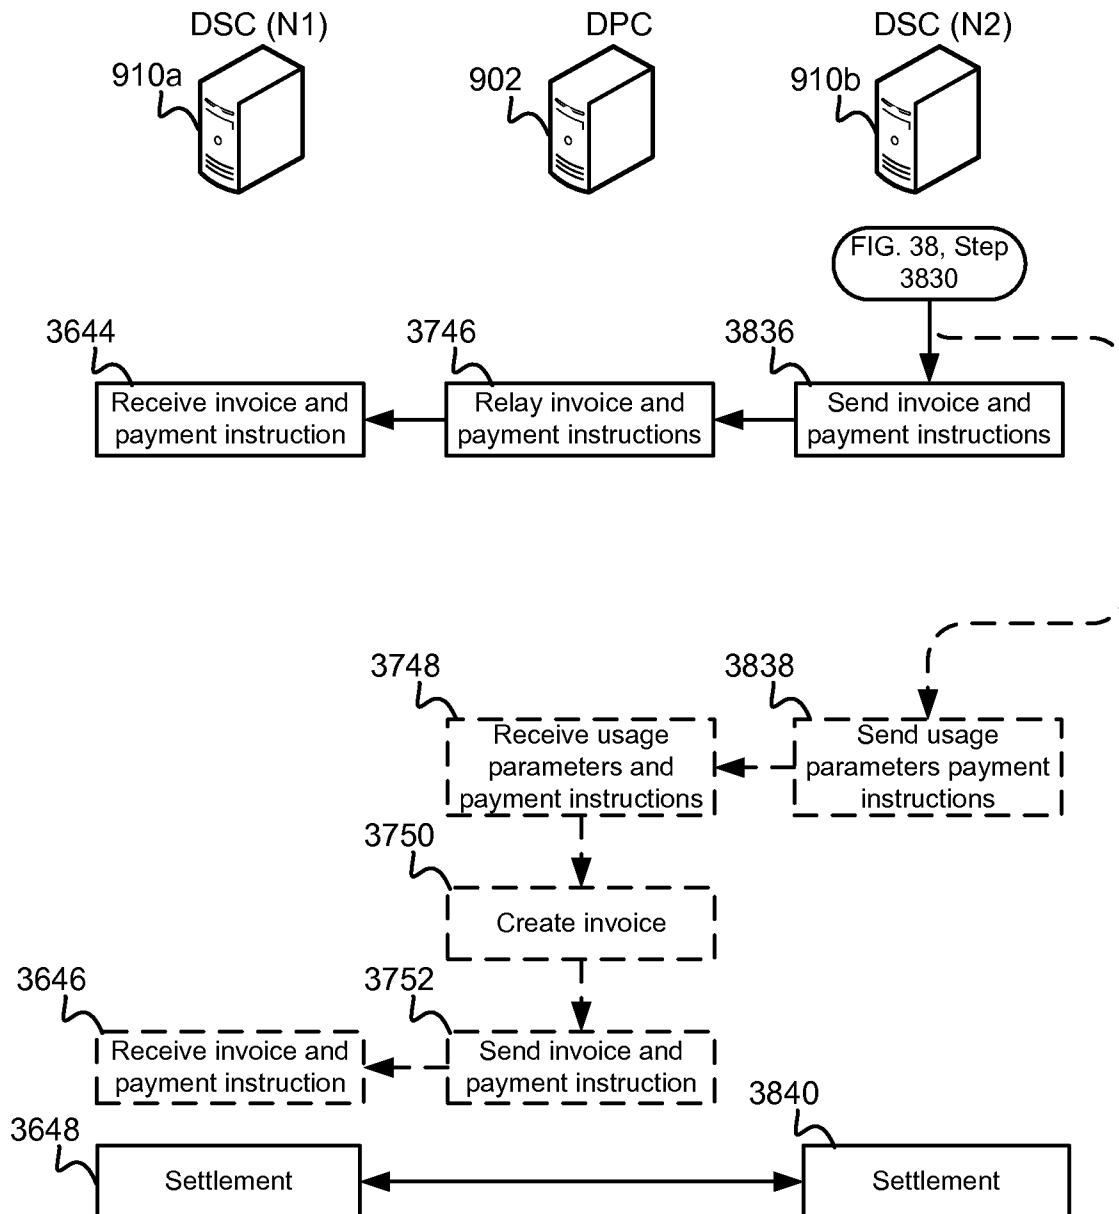 DSC (N1)
DPC
DSC (N2)
910a
902
910b
FIG. 38, Step
3830
3644
3746
3836
Receive invoice and
payment instruction
Relay invoice and
payment instructions
Send invoice and
payment instructions
3748
3838
Receive usage
parameters and
payment instructions
Send usage
parameters payment
instructions
3750
Create invoice
3646
3752
Receive invoice and
payment instruction
Send invoice and
payment instruction
3648
3840
Settlement
Settlement